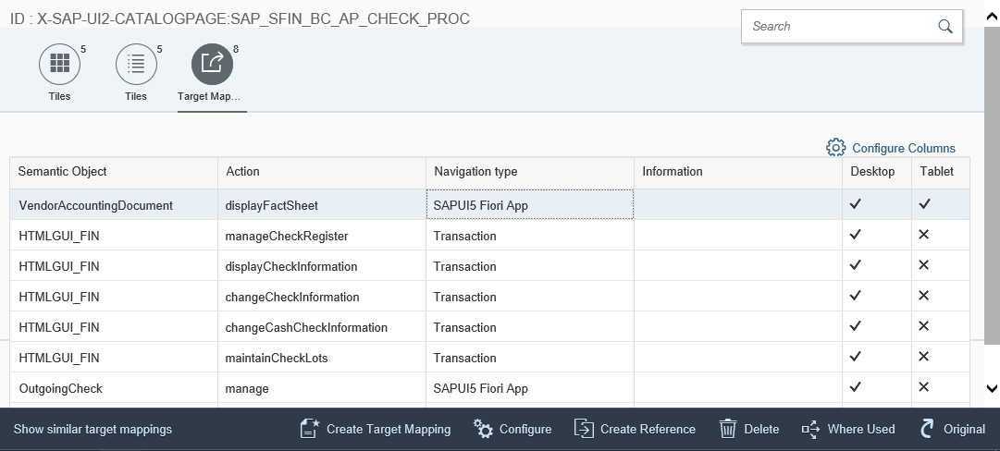 ID : X-SAP-UI2-CATALOGPAGE:SAP_SFIN_BC_AP_CHECK_PROC
Search
5 5 8
Tiles Tiles Target Map...
Configure Columns
Semantic Object Action Navigation type Information Desktop Tablet
VendorAccountingDocument displayFactSheet SAPUI5 Fiori App
HTMLGUI_FIN manageCheckRegister Transaction
HTMLGUI_FIN displayCheckInformation Transaction
HTMLGUI_FIN changeCheckInformation Transaction
HTMLGUI_FIN changeCashCheckInformation Transaction
HTMLGUI_FIN maintainCheckLots Transaction
OutgoingCheck manage SAPUI5 Fiori App
Show similar target mappings Create Target Mapping Configure Create Reference Delete Where Used Original